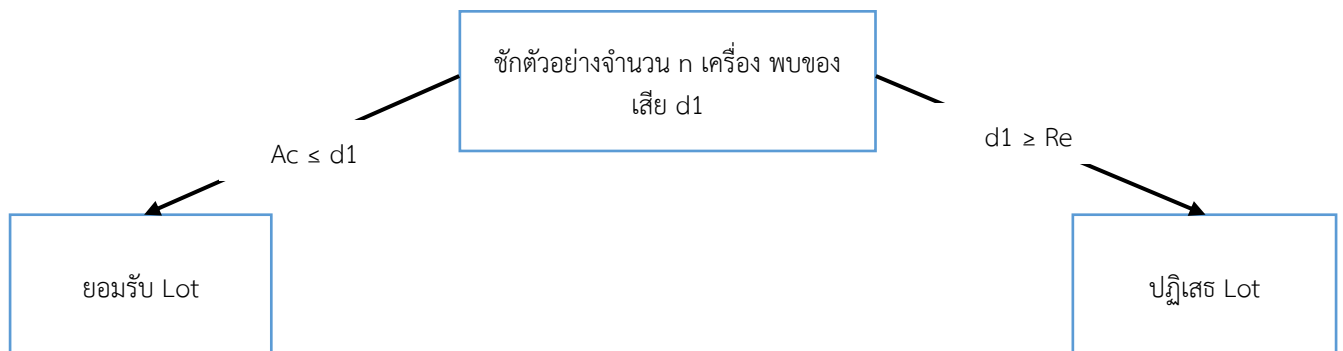 ชักตัวอย่างจำนวน n เครื่อง พบของ
เสีย d1
Ac ≤ d1
d1 ≥ Re
ยอมรับ Lot
ปฏิเสธ Lot